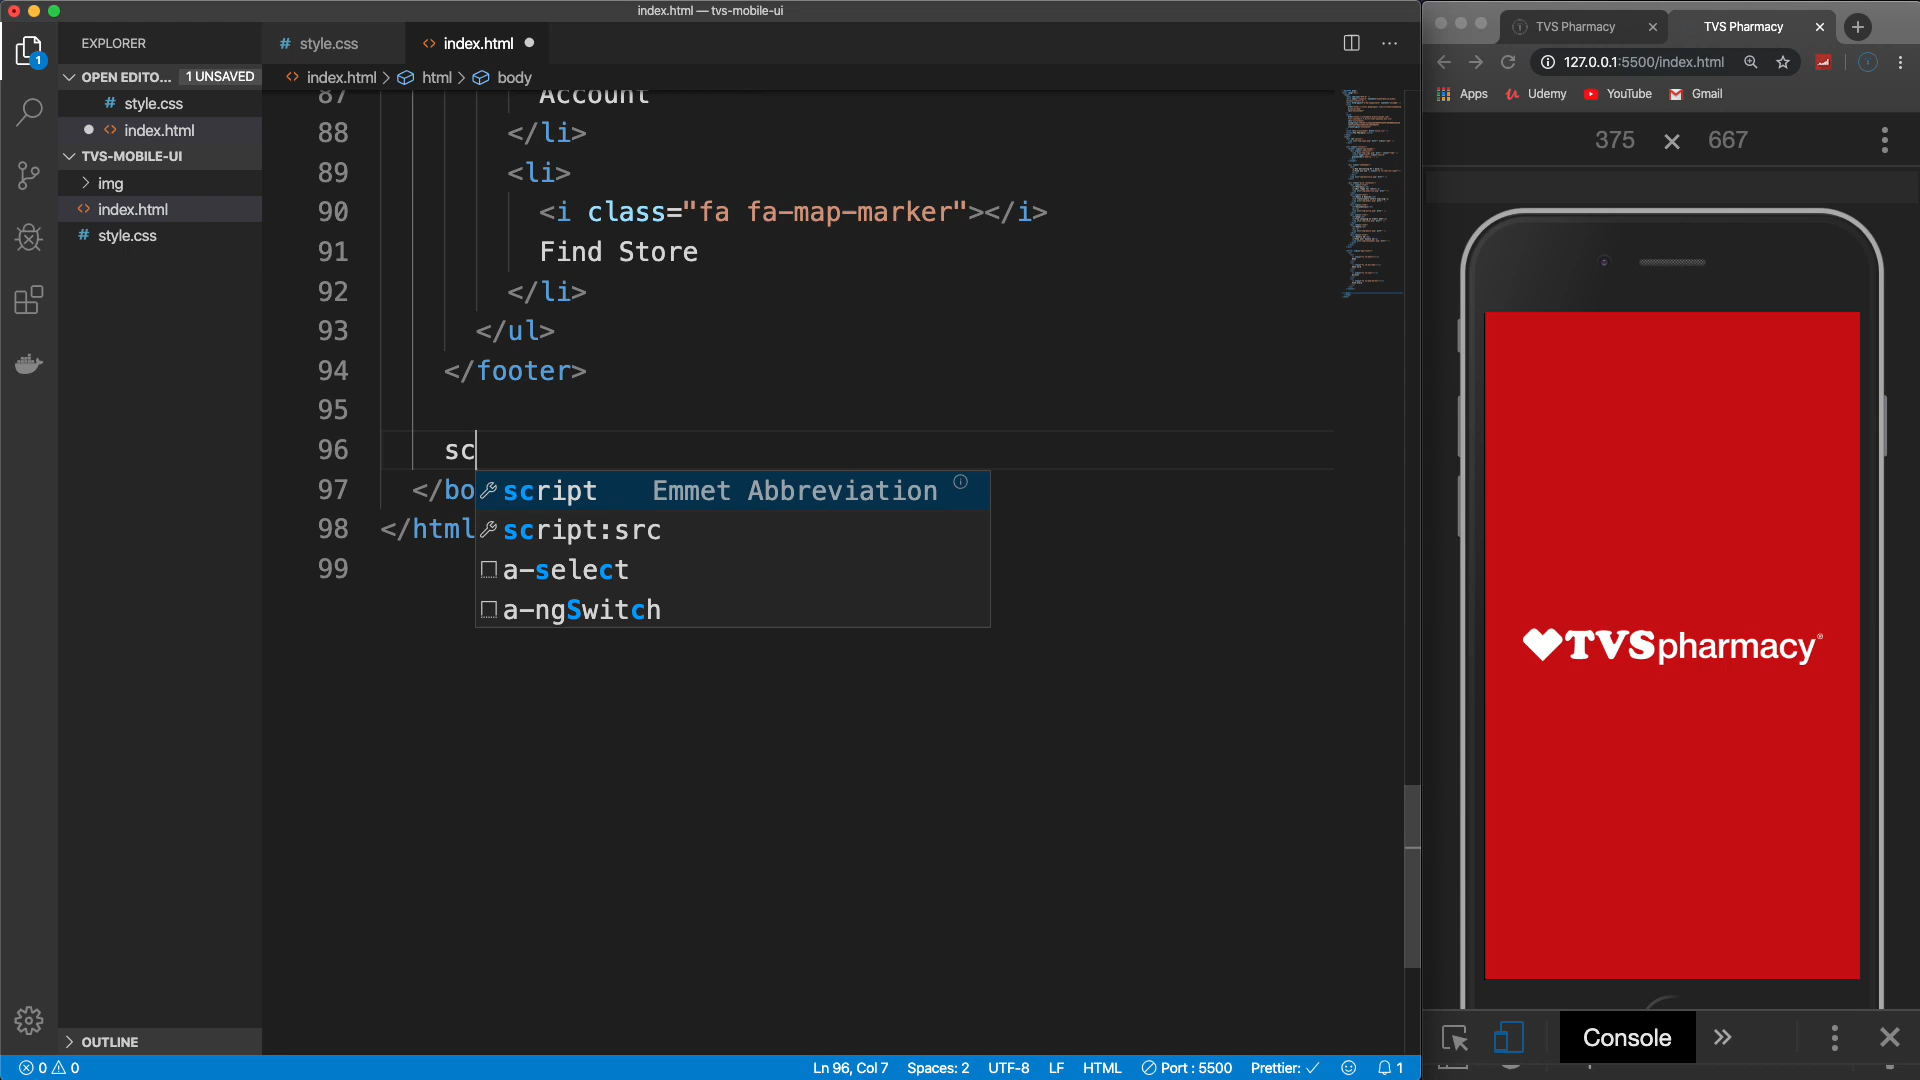 index.html — tvs-mobile-ui
EXPLORER
OPEN EDITO... 1 UNSAVED
# style.css
<> index.html
TVS-MOBILE-UI
img
<> index.html
# style.css
OUTLINE
1
# style.css
<> index.html
index.html > html > body
87 Account
88 </li>
89 <li>
90 <i class="fa fa-map-marker"></i>
91 Find Store
92 </li>
93 </ul>
94 </footer>
95
96 sc
97 </bo
98 </html
99
script Emmet Abbreviation
script:src
a-select
a-ngSwitch
0 0
Ln 96, Col 7 Spaces: 2 UTF-8 LF HTML Port : 5500 Prettier: ✓ 1
TVS Pharmacy
TVS Pharmacy
127.0.0.1:5500/index.html
Apps Udemy YouTube Gmail
375 × 667
TVSpharmacy®
Console